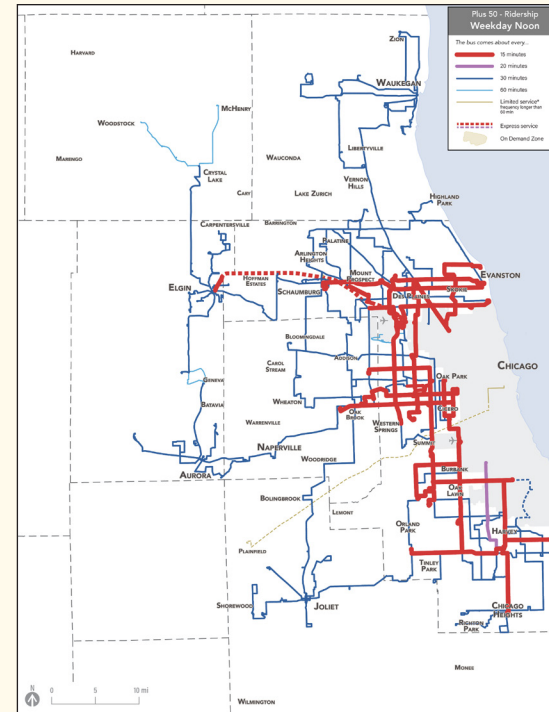 Plus 50 - Ridership
Weekday Noon
The bus comes about every...
15 minutes
20 minutes
30 minutes
60 minutes
Limited service*
frequency longer than
60 min
Express service
On Demand Zone
ZION
HARVARD
WAUKEGAN
MCHENRY
WOODSTOCK
LIBERTYVILLE
MARENGO
WAUCONDA
CRYSTAL
LAKE
VERNON
HILLS
CARY
LAKE ZURICH
HIGHLAND
PARK
CARPENTERSVILLE
BARRINGTON
PALATINE
ARLINGTON
HEIGHTS
MOUNT
PROSPECT
EVANSTON
HOFFMAN
ESTATES
ELGIN
SCHAUMBURG
DES PLAINES
SKOKIE
BLOOMINGDALE
ADDISON
CHICAGO
CAROL
STREAM
OAK PARK
GENEVA
WHEATON
BATAVIA
OAK
BROOK
CICERO
WARRENVILLE
WESTERN
SPRINGS
SUMMIT
NAPERVILLE
WOODRIDGE
AURORA
BURBANK
OAK
LAWN
BOLINGBROOK
LEMONT
ORLAND
PARK
HARVEY
PLAINFIELD
TINLEY
PARK
SHOREWOOD
JOLIET
CHICAGO
HEIGHTS
RICHTON
PARK
MONEE
WILMINGTON
N
0 5 10 mi